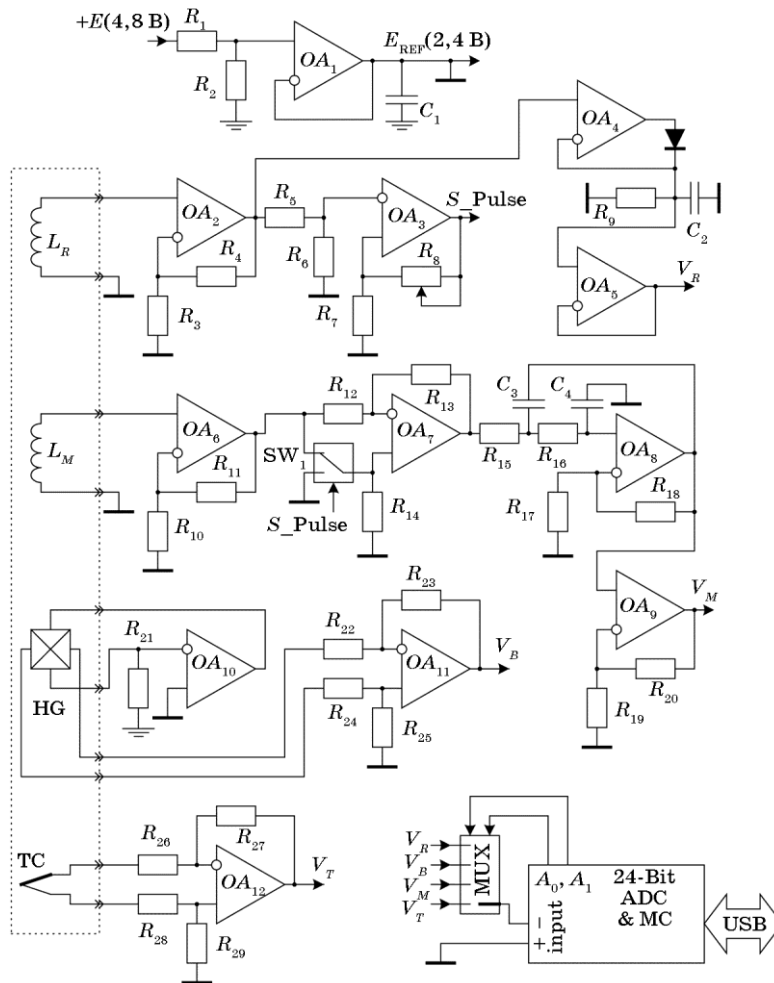 +E(4,8 В)
R1
R2
OA1
EREF(2,4 В)
C1
OA4
R9
C2
OA5
VR
LR
OA2
R4
R3
R5
R6
OA3
S_Pulse
R8
R7
LM
OA6
R11
R10
R12
SW1
S_Pulse
R13
OA7
R14
R15
C3
C4
R16
OA8
R17
R18
OA9
VM
R20
R19
HG
R21
OA10
R22
R23
OA11
VB
R24
R25
TC
R26
R27
OA12
VT
R28
R29
VR
VB
VM
VT
MUX
A0, A1
24-Bit
ADC
& MC
+ −
input
USB